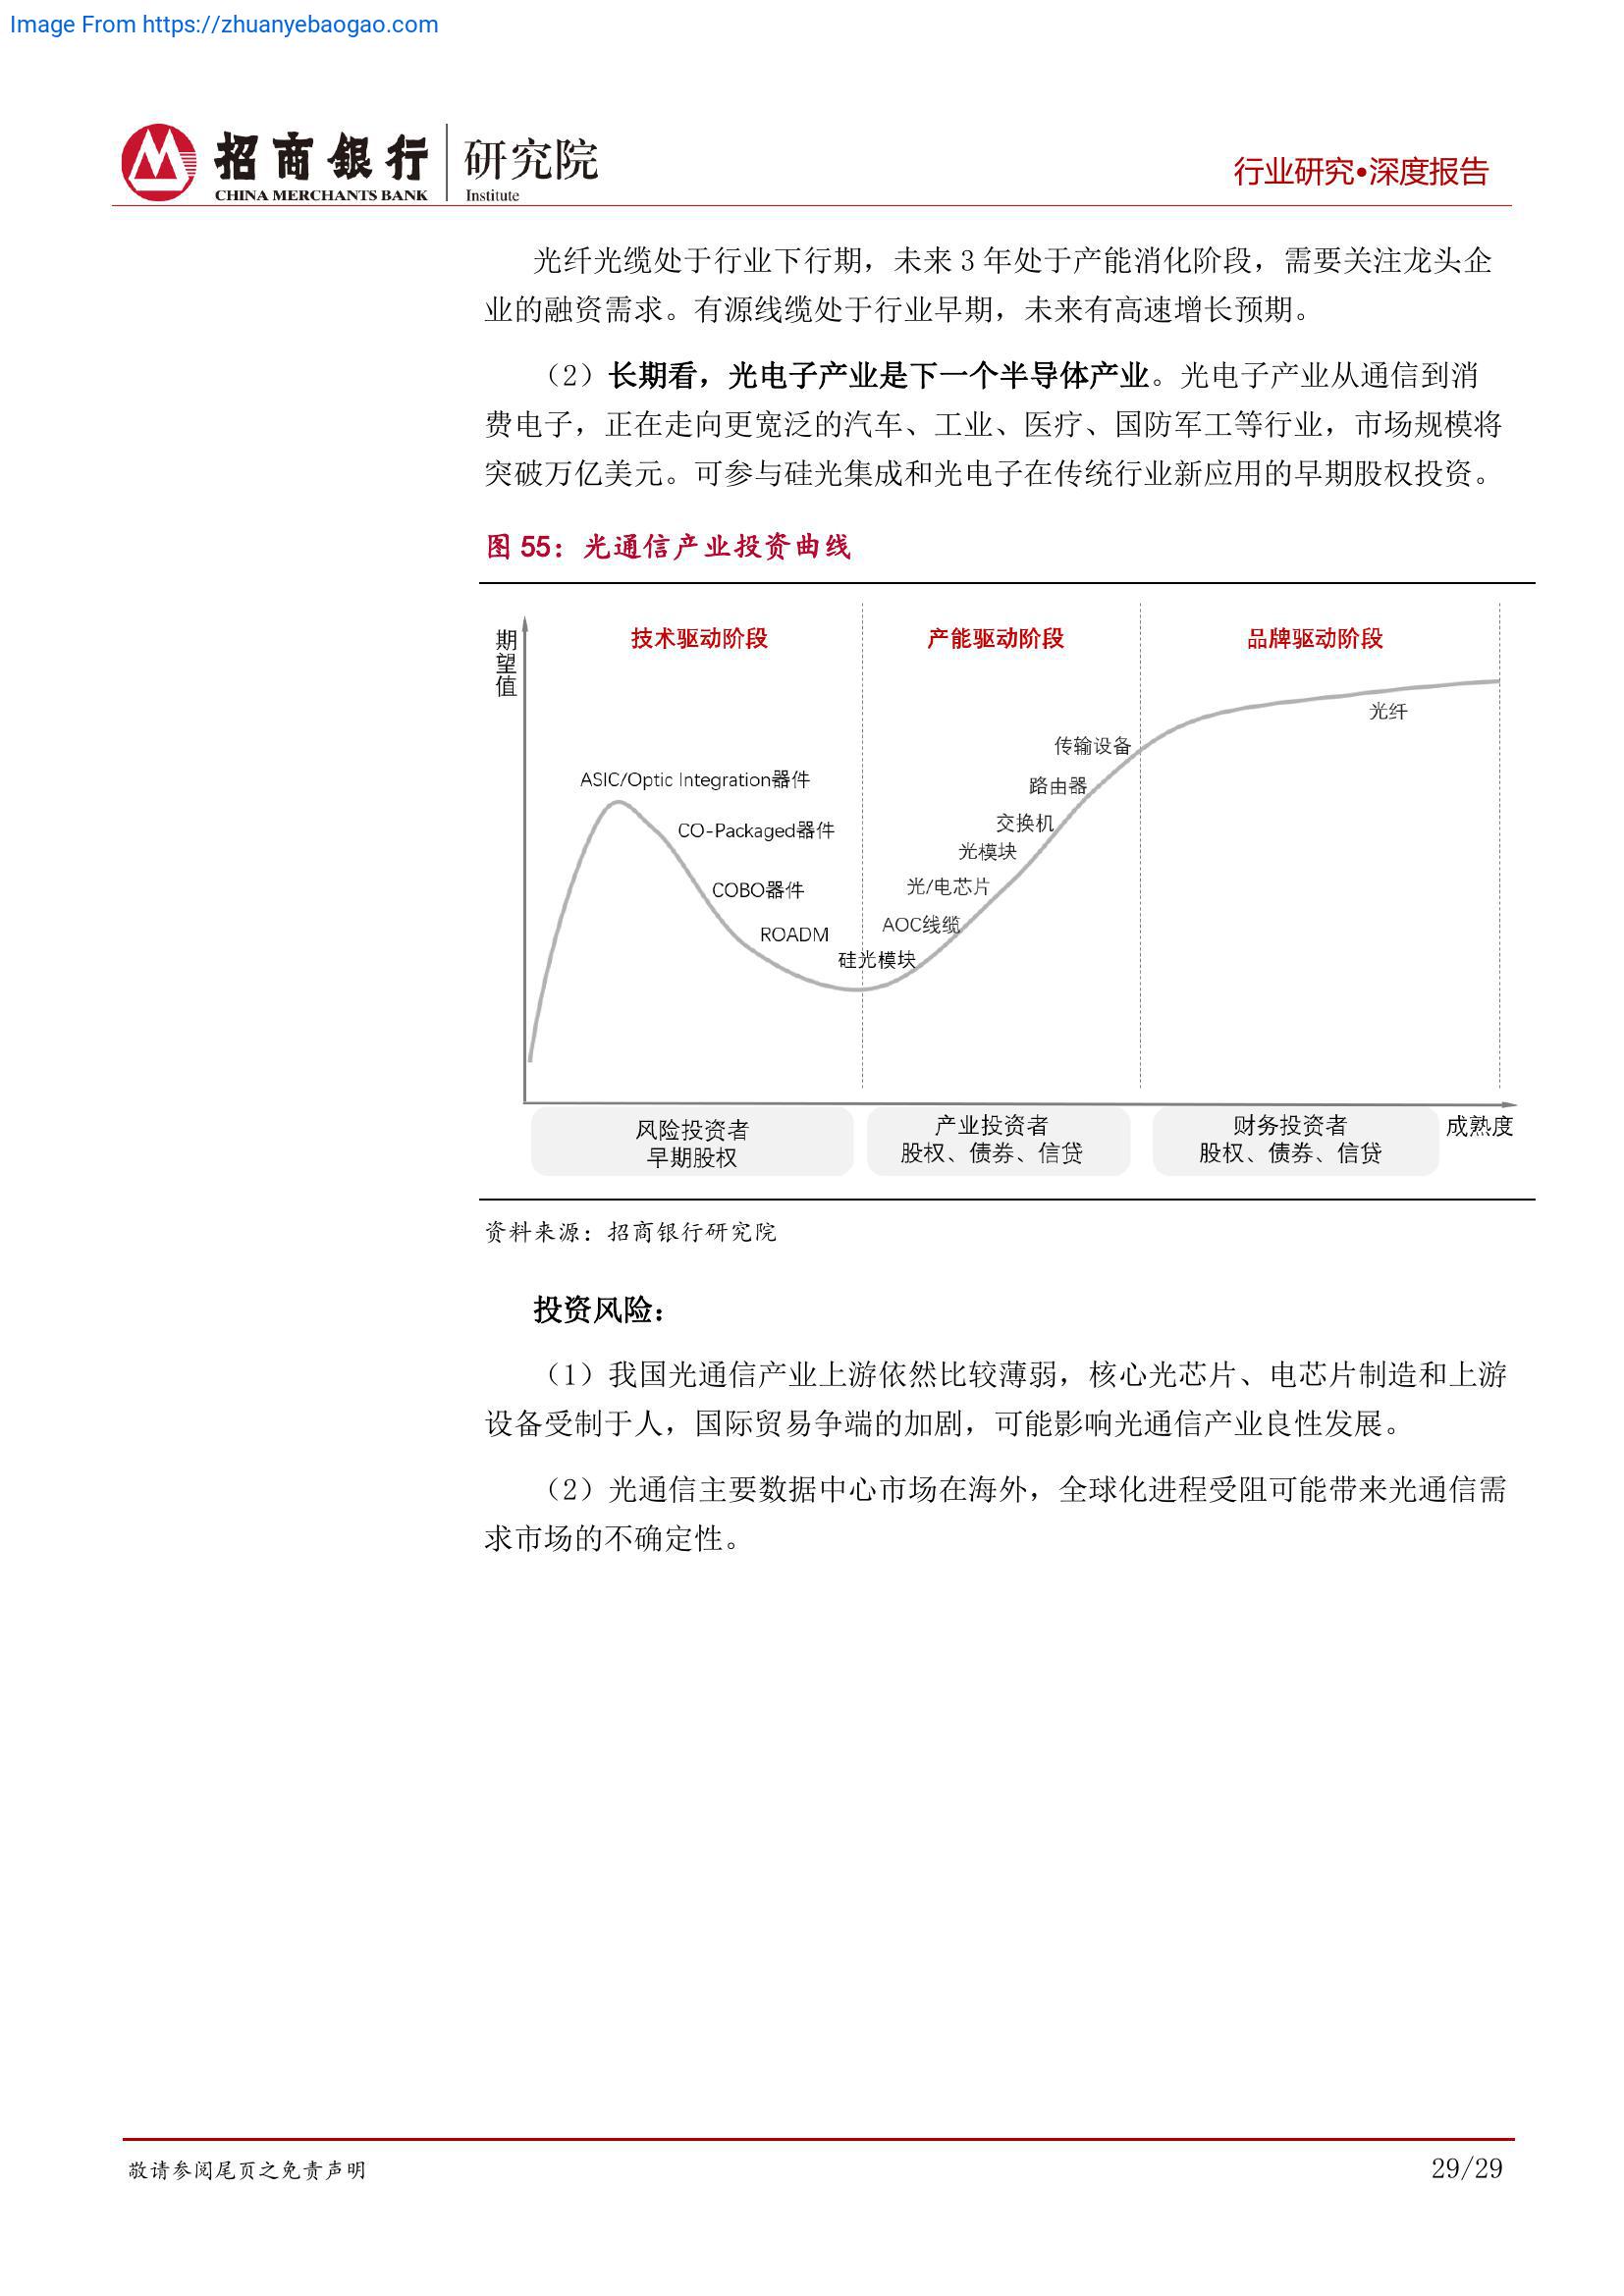 Image From https://zhuanyebaogao.com
招商銀行
CHINA MERCHANTS BANK
研究院
Institute
行业研究•深度报告
光纤光缆处于行业下行期，未来 3 年处于产能消化阶段，需要关注龙头企
业的融资需求。有源线缆处于行业早期，未来有高速增长预期。
（2）长期看，光电子产业是下一个半导体产业。光电子产业从通信到消
费电子，正在走向更宽泛的汽车、工业、医疗、国防军工等行业，市场规模将
突破万亿美元。可参与硅光集成和光电子在传统行业新应用的早期股权投资。
图 55：光通信产业投资曲线
期望值
技术驱动阶段
产能驱动阶段
品牌驱动阶段
光纤
传输设备
ASIC/Optic Integration器件
路由器
CO-Packaged器件
交换机
光模块
COBO器件
光/电芯片
ROADM
AOC线缆
硅光模块
风险投资者
早期股权
产业投资者
股权、债券、信贷
财务投资者
股权、债券、信贷
成熟度
资料来源：招商银行研究院
投资风险：
（1）我国光通信产业上游依然比较薄弱，核心光芯片、电芯片制造和上游
设备受制于人，国际贸易争端的加剧，可能影响光通信产业良性发展。
（2）光通信主要数据中心市场在海外，全球化进程受阻可能带来光通信需
求市场的不确定性。
敬请参阅尾页之免责声明
29/29